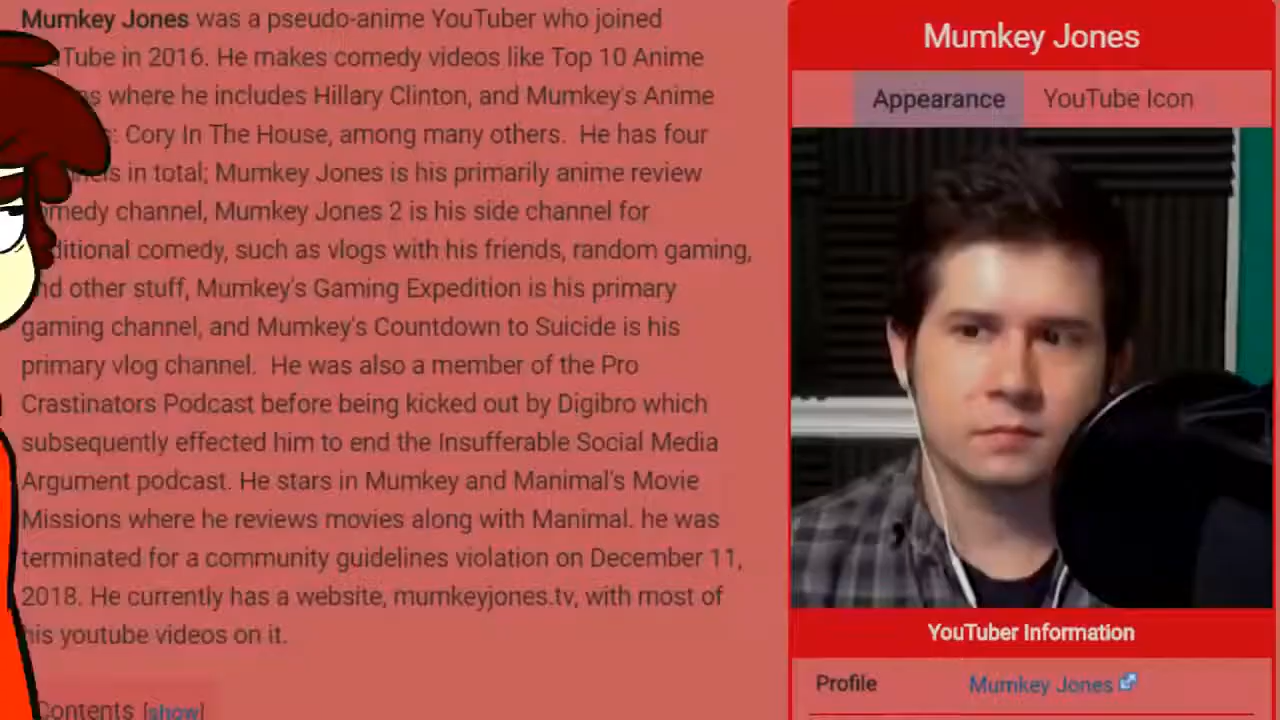 Mumkey Jones was a pseudo-anime YouTuber who joined
Tube in 2016. He makes comedy videos like Top 10 Anime
where he includes Hillary Clinton, and Mumkey's Anime
: Cory In The House, among many others. He has four
in total; Mumkey Jones is his primarily anime review
omedy channel, Mumkey Jones 2 is his side channel for
ditional comedy, such as vlogs with his friends, random gaming,
and other stuff, Mumkey's Gaming Expedition is his primary
gaming channel, and Mumkey's Countdown to Suicide is his
primary vlog channel. He was also a member of the Pro
Crastinators Podcast before being kicked out by Digibro which
subsequently effected him to end the Insufferable Social Media
Argument podcast. He stars in Mumkey and Manimal's Movie
Missions where he reviews movies along with Manimal. he was
terminated for a community guidelines violation on December 11,
2018. He currently has a website, mumkeyjones.tv, with most of
his youtube videos on it.
Contents [show]
Mumkey Jones
Appearance YouTube Icon
YouTuber Information
Profile Mumkey Jones